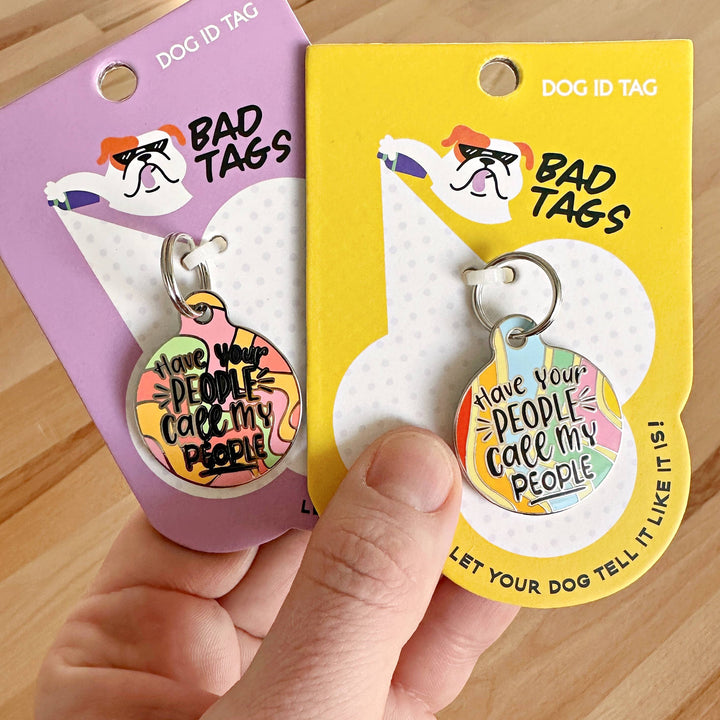 DOG ID TAG
BAD
TAGS
Have Your
PEOPLE
Call My
PEOPLE
DOG ID TAG
BAD
TAGS
Have Your
PEOPLE
Call My
PEOPLE
LET YOUR DOG TELL IT LIKE IT IS!